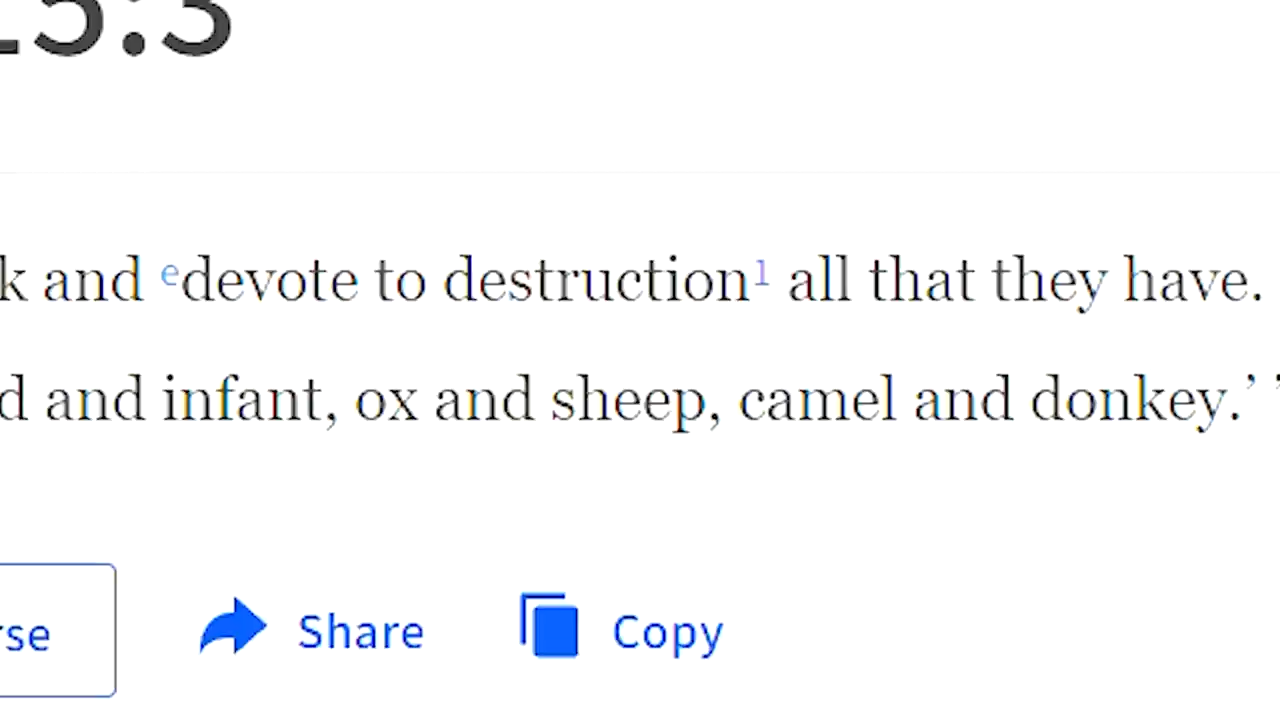 15:3
k and ᵉdevote to destruction¹ all that they have.
d and infant, ox and sheep, camel and donkey.’ ”
rse
Share
Copy